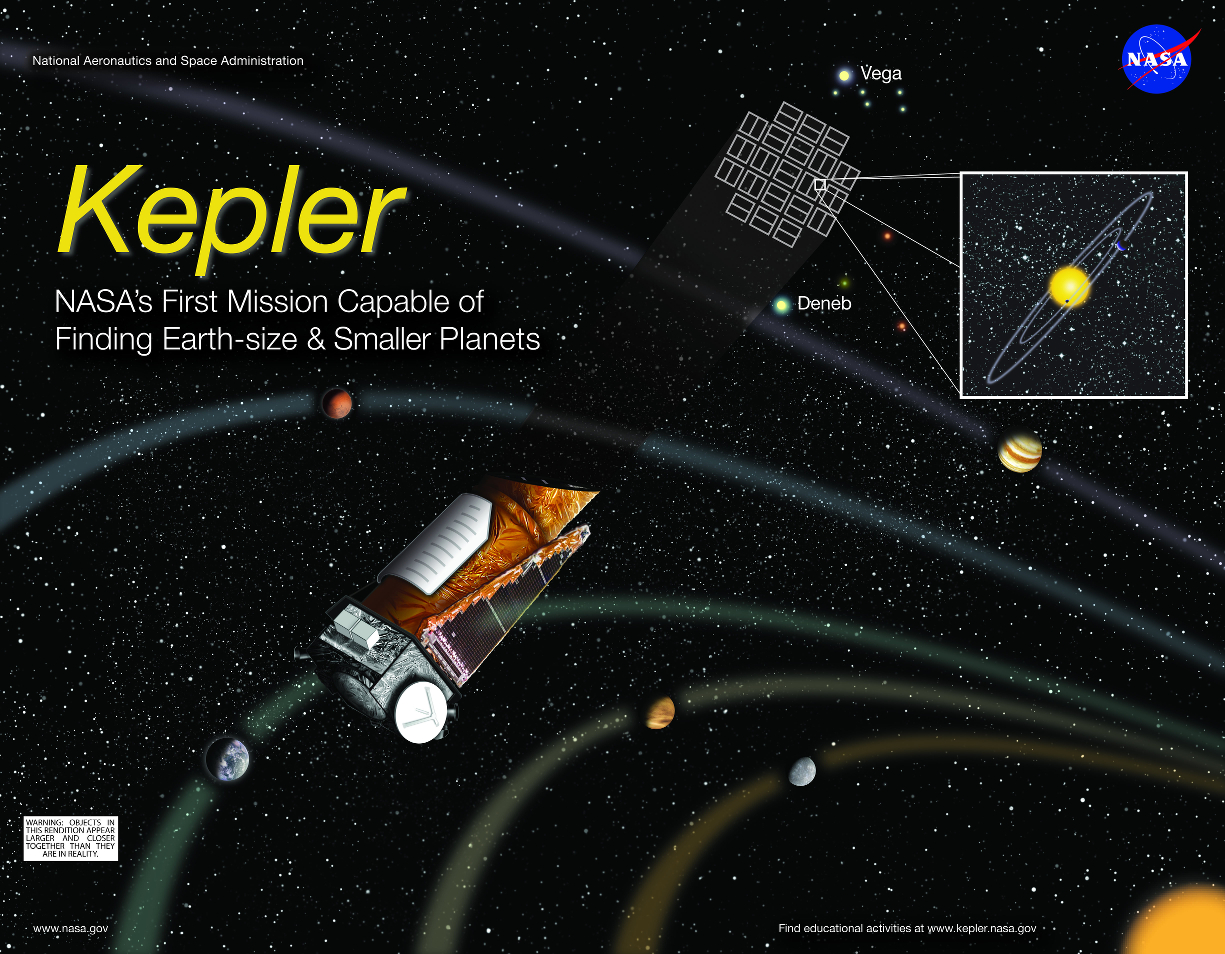 National Aeronautics and Space Administration
NASA
Vega
Kepler
NASA's First Mission Capable of
Finding Earth-size & Smaller Planets
Deneb
WARNING: OBJECTS IN
THIS RENDITION APPEAR
LARGER AND CLOSER
TOGETHER THAN THEY
ARE IN REALITY.
www.nasa.gov
Find educational activities at www.kepler.nasa.gov